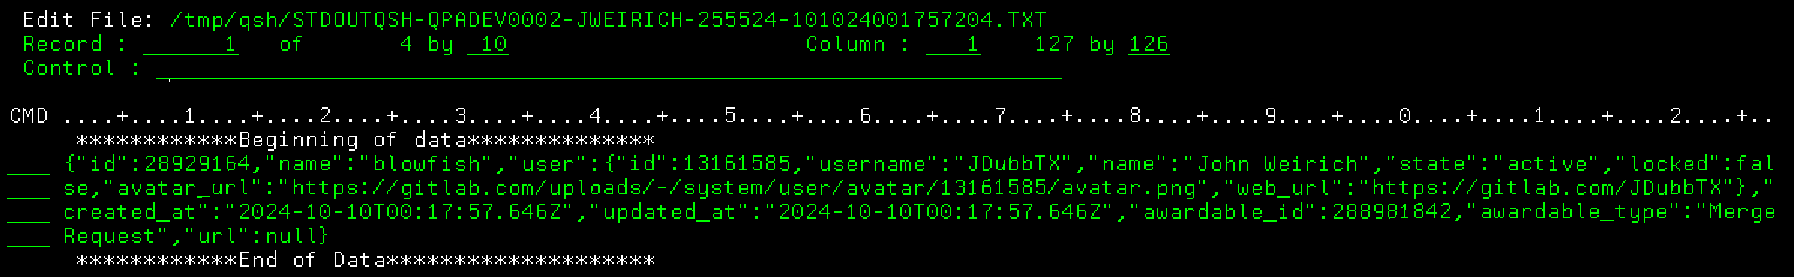 Edit File: /tmp/qsh/STDOUTQSH-QPADEV0002-JWEIRICH-255524-101024001757204.TXT
Record : 1 of 4 by 10 Column : 1 127 by 126
Control :
CMD ....+....1....+....2....+....3....+....4....+....5....+....6....+....7....+....8....+....9....+....0....+....1....+....2....+..
************Beginning of data**************
{"id":28929164,"name":"blowfish","user":{"id":13161585,"username":"JDubbTX","name":"John Weirich","state":"active","locked":fal
se,"avatar_url":"https://gitlab.com/uploads/-/system/user/avatar/13161585/avatar.png","web_url":"https://gitlab.com/JDubbTX"},"
created_at":"2024-10-10T00:17:57.646Z","updated_at":"2024-10-10T00:17:57.646Z","awardable_id":288981842,"awardable_type":"Merge
Request","url":null}
************End of Data********************